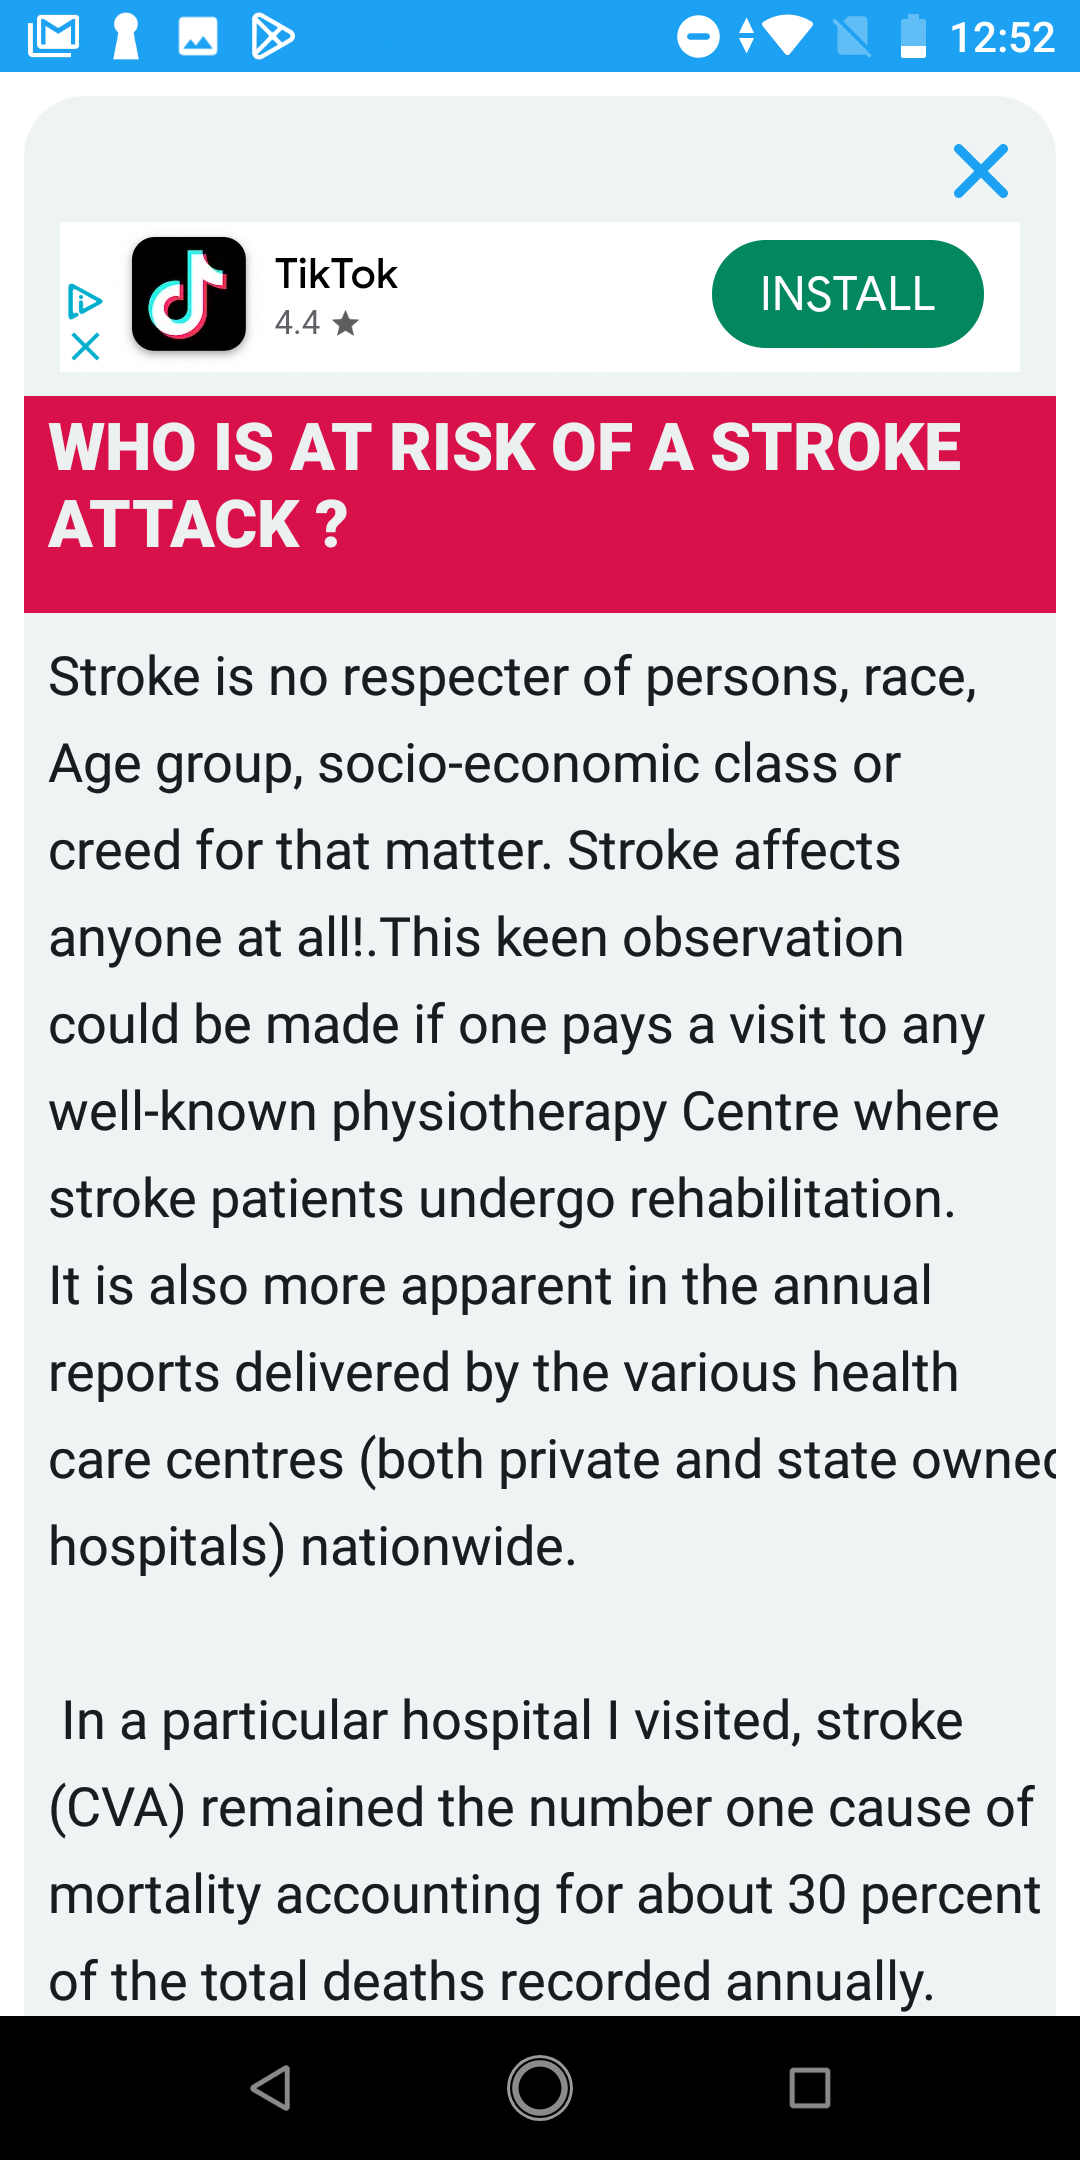 12:52
TikTok
4.4
INSTALL
WHO IS AT RISK OF A STROKE
ATTACK ?
Stroke is no respecter of persons, race,
Age group, socio-economic class or
creed for that matter. Stroke affects
anyone at all!.This keen observation
could be made if one pays a visit to any
well-known physiotherapy Centre where
stroke patients undergo rehabilitation.
It is also more apparent in the annual
reports delivered by the various health
care centres (both private and state owned
hospitals) nationwide.
In a particular hospital I visited, stroke
(CVA) remained the number one cause of
mortality accounting for about 30 percent
of the total deaths recorded annually.